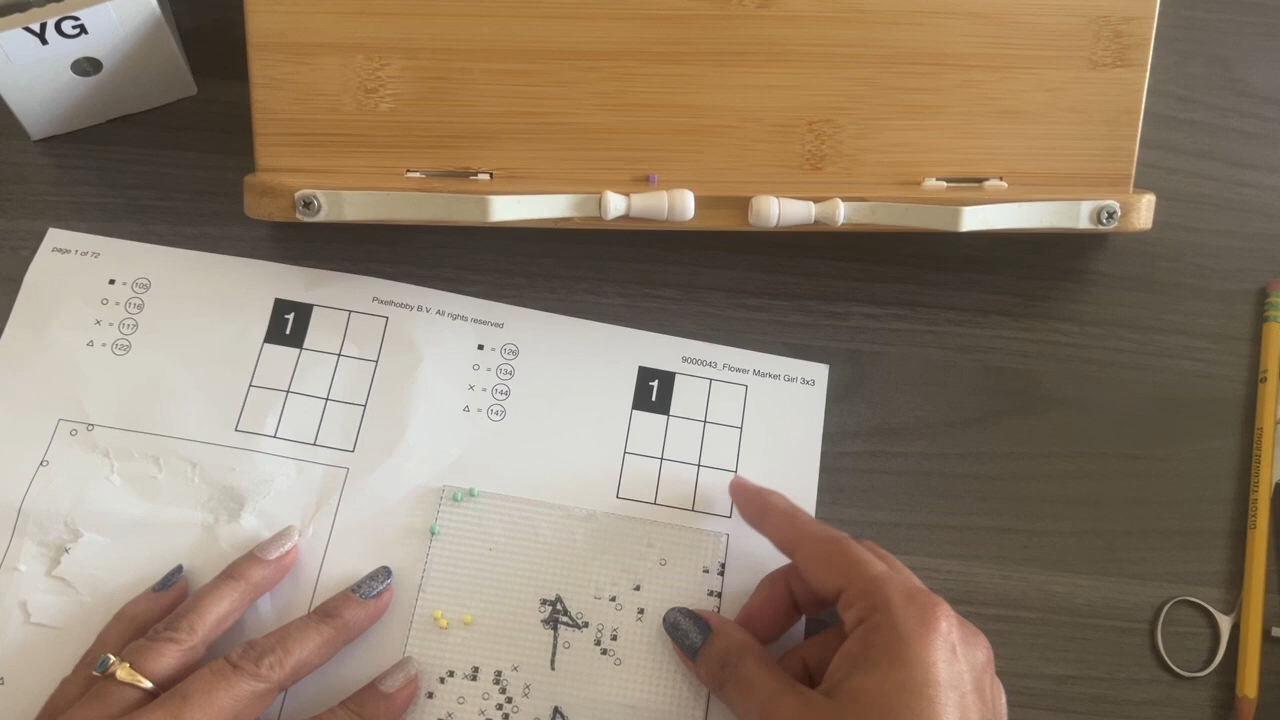 YG
page 1 of 72
■ = 105
○ = 116
× = 117
△ = 122
1
Pixelhobby B.V. All rights reserved
■ = 126
○ = 134
× = 144
△ = 147
9000043_Flower Market Girl 3x3
1
DIXON TICONDEROGA